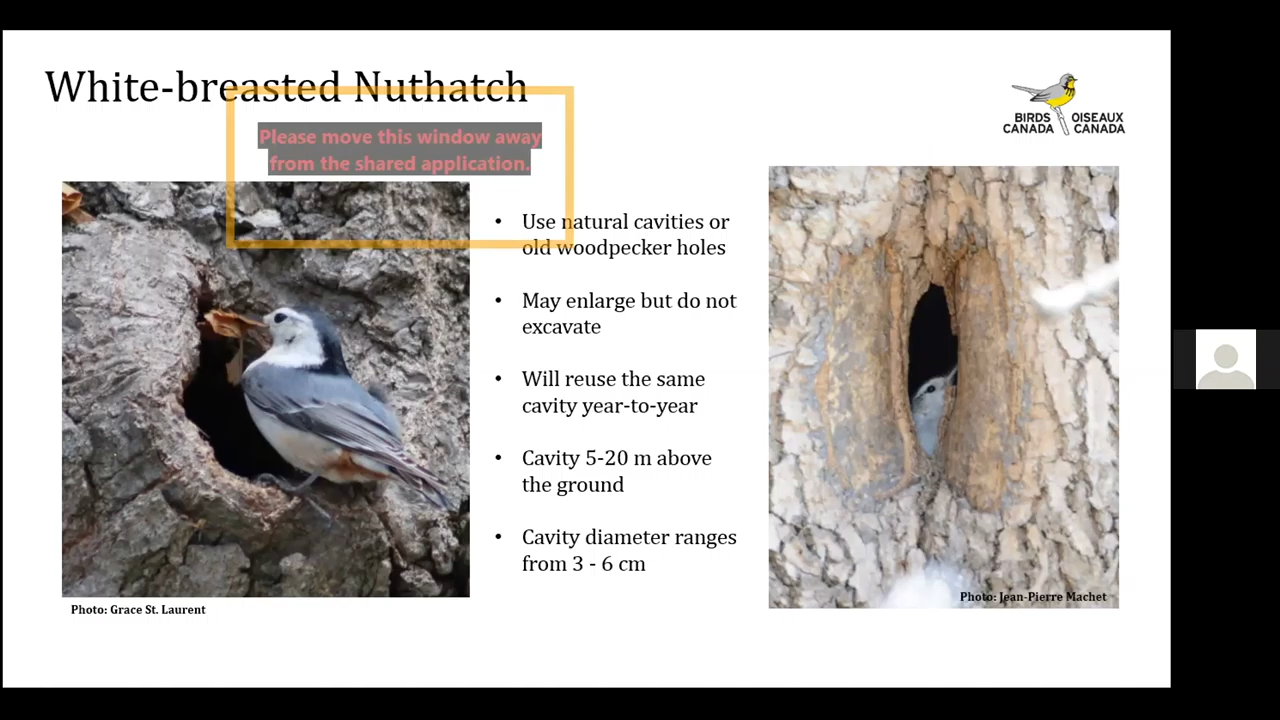 White-breasted Nuthatch
Please move this window away
from the shared application.
BIRDS CANADA
OISEAUX CANADA
• Use natural cavities or
old woodpecker holes
• May enlarge but do not
excavate
• Will reuse the same
cavity year-to-year
• Cavity 5-20 m above
the ground
• Cavity diameter ranges
from 3 - 6 cm
Photo: Grace St. Laurent
Photo: Jean-Pierre Machet